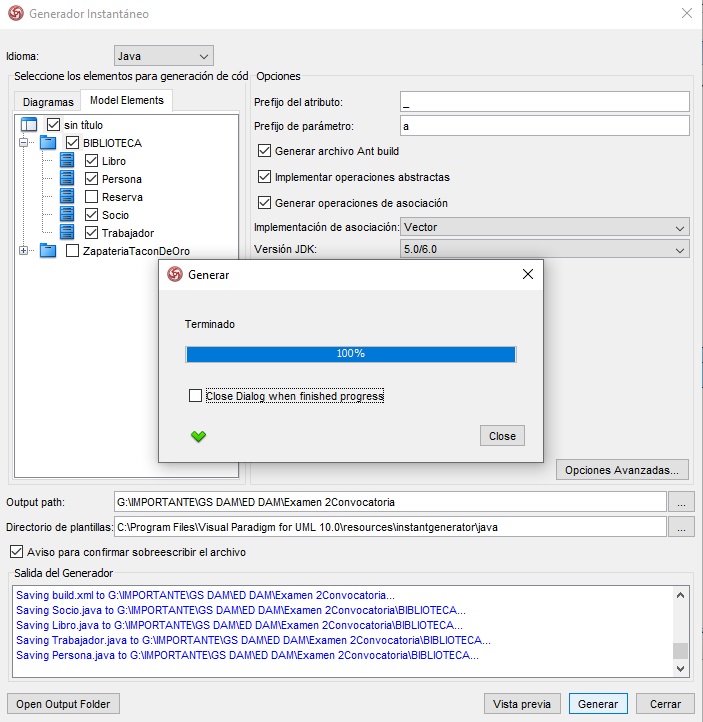 Generador Instantáneo
Idioma:
Java
Seleccione los elementos para generación de cód
Opciones
Diagramas
Model Elements
sin título
BIBLIOTECA
Libro
Persona
Reserva
Socio
Trabajador
ZapateriaTaconDeOro
Prefijo del atributo:
_
Prefijo de parámetro:
a
Generar archivo Ant build
Implementar operaciones abstractas
Generar operaciones de asociación
Implementación de asociación:
Vector
Versión JDK:
5.0/6.0
Generar
Terminado
100%
Close Dialog when finished progress
Close
Opciones Avanzadas...
Output path:
G:\IMPORTANTE\GS DAM\ED DAM\Examen 2Convocatoria
...
Directorio de plantillas:
C:\Program Files\Visual Paradigm for UML 10.0\resources\instantgenerator\java
...
Aviso para confirmar sobreescribir el archivo
Salida del Generador
Saving build.xml to G:\IMPORTANTE\GS DAM\ED DAM\Examen 2Convocatoria...
Saving Socio.java to G:\IMPORTANTE\GS DAM\ED DAM\Examen 2Convocatoria\BIBLIOTECA...
Saving Libro.java to G:\IMPORTANTE\GS DAM\ED DAM\Examen 2Convocatoria\BIBLIOTECA...
Saving Trabajador.java to G:\IMPORTANTE\GS DAM\ED DAM\Examen 2Convocatoria\BIBLIOTECA...
Saving Persona.java to G:\IMPORTANTE\GS DAM\ED DAM\Examen 2Convocatoria\BIBLIOTECA...
Open Output Folder
Vista previa
Generar
Cerrar